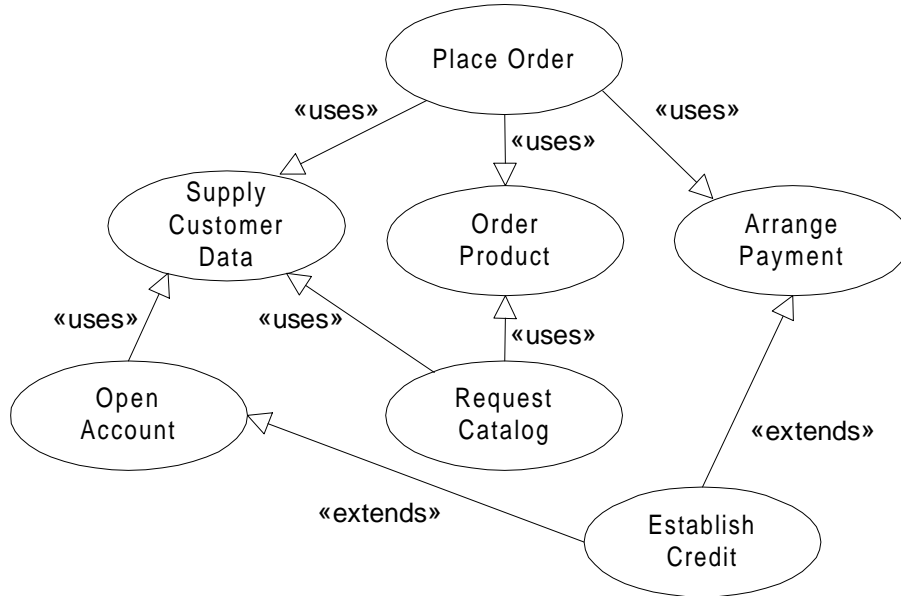 Place Order
«uses»
«uses»
«uses»
Supply
Customer
Data
Order
Product
Arrange
Payment
«uses»
«uses»
«uses»
Open
Account
Request
Catalog
«extends»
«extends»
Establish
Credit